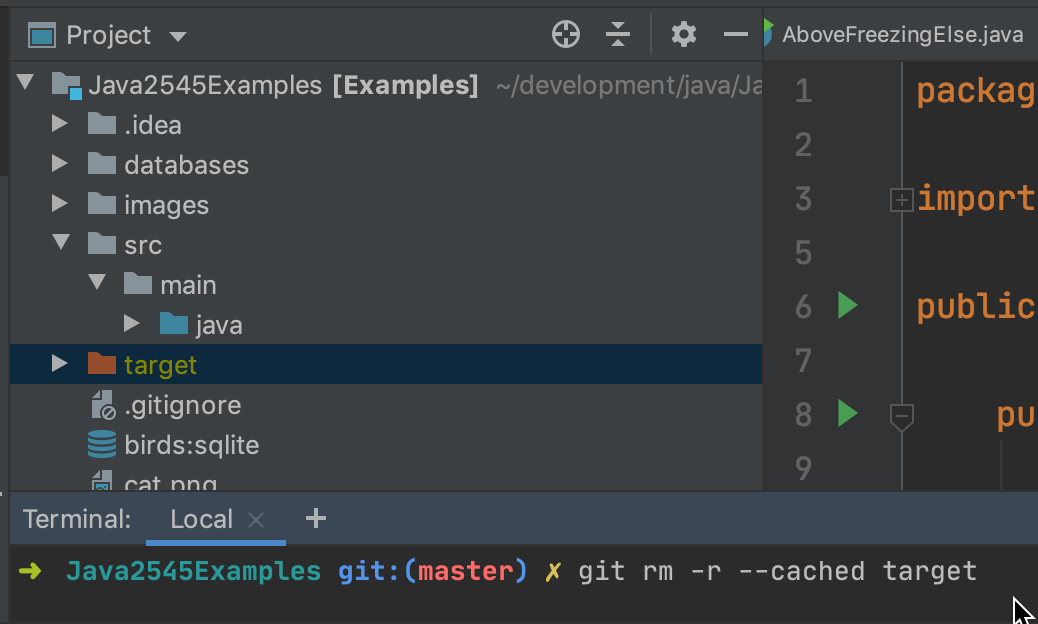 Project
AboveFreezingElse.java
Java2545Examples [Examples] ~/development/java/Ja
.idea
databases
images
src
main
java
target
.gitignore
birds:sqlite
cat.png
1 packag
2
3 import
5
6 public
7
8 pu
9
Terminal: Local × +
➜ Java2545Examples git:(master) ✗ git rm -r --cached target